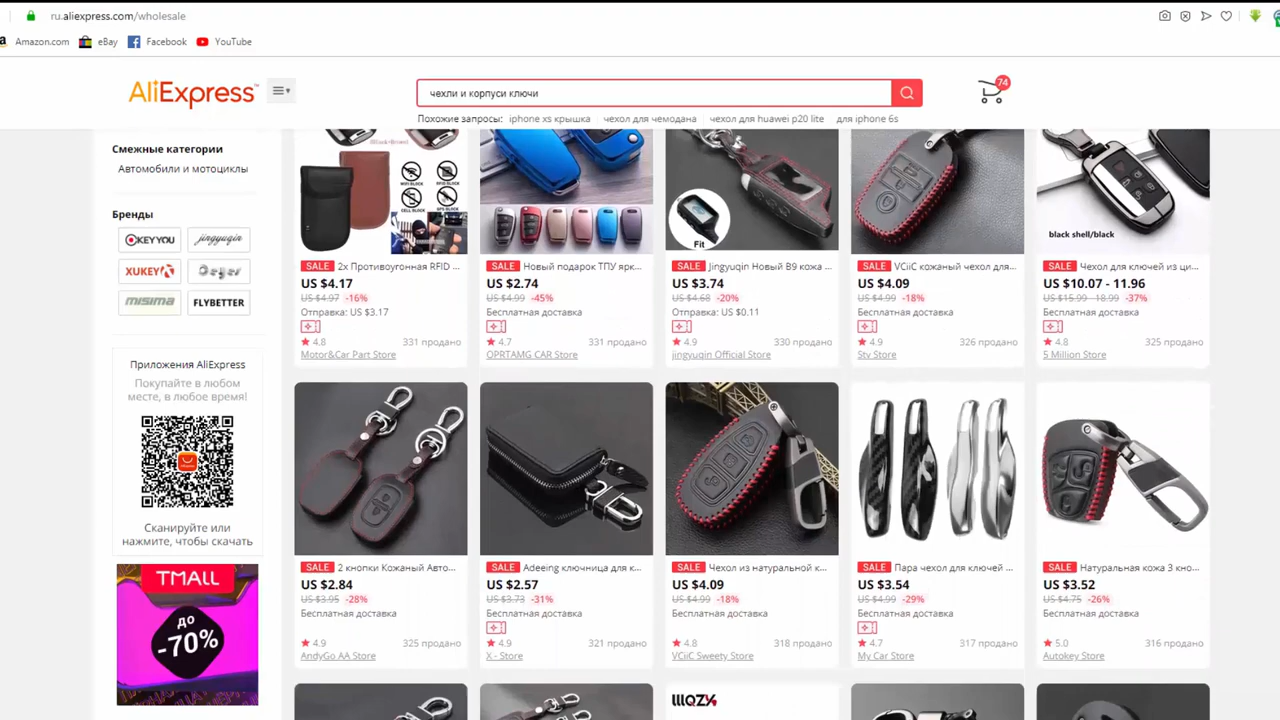 ru.aliexpress.com/wholesale
Amazon.com eBay Facebook YouTube
AliExpress
чехли и корпуси ключи
74
Похожие запросы: iphone xs крышка чехол для чемодана чехол для huawei p20 lite для iphone 6s
Смежные категории
Автомобили и мотоциклы
Бренды
OKEYYOU jingyuqin
XUKEY
misima FLYBETTER
Приложения AliExpress
Покупайте в любом
месте, в любое время!
Сканируйте или
нажмите, чтобы скачать
TMALL
до
-70%
WIFI BLOCK RFID BLOCK
CELL BLOCK GPS BLOCK
SALE 2x Противоугонная RFID ...
US $4.17
US $4.97 -16%
Отправка: US $3.17
4.8 331 продано
Motor&Car Part Store
SALE Новый подарок ТПУ ярк...
US $2.74
US $4.99 -45%
Бесплатная доставка
4.7 331 продано
OPRTAMG CAR Store
Fit
SALE Jingyuqin Новый B9 кожа ...
US $3.74
US $4.68 -20%
Отправка: US $0.11
4.9 330 продано
jingyuqin Official Store
SALE VCiiC кожаный чехол для...
US $4.09
US $4.99 -18%
Бесплатная доставка
4.9 326 продано
Stv Store
black shell/black
SALE Чехол для ключей из ци...
US $10.07 - 11.96
US $15.99 - 18.99 -37%
Бесплатная доставка
4.8 325 продано
5 Million Store
SALE 2 кнопки Кожаный Авто...
US $2.84
US $3.95 -28%
Бесплатная доставка
4.9 325 продано
AndyGo AA Store
SALE Adeeing ключница для к...
US $2.57
US $3.73 -31%
Бесплатная доставка
4.9 321 продано
X - Store
SALE Чехол из натуральной к...
US $4.09
US $4.99 -18%
Бесплатная доставка
4.8 318 продано
VCiiC Sweety Store
SALE Пара чехол для ключей ...
US $3.54
US $4.99 -29%
Бесплатная доставка
4.7 317 продано
My Car Store
SALE Натуральная кожа 3 кно...
US $3.52
US $4.75 -26%
Бесплатная доставка
5.0 316 продано
Autokey Store